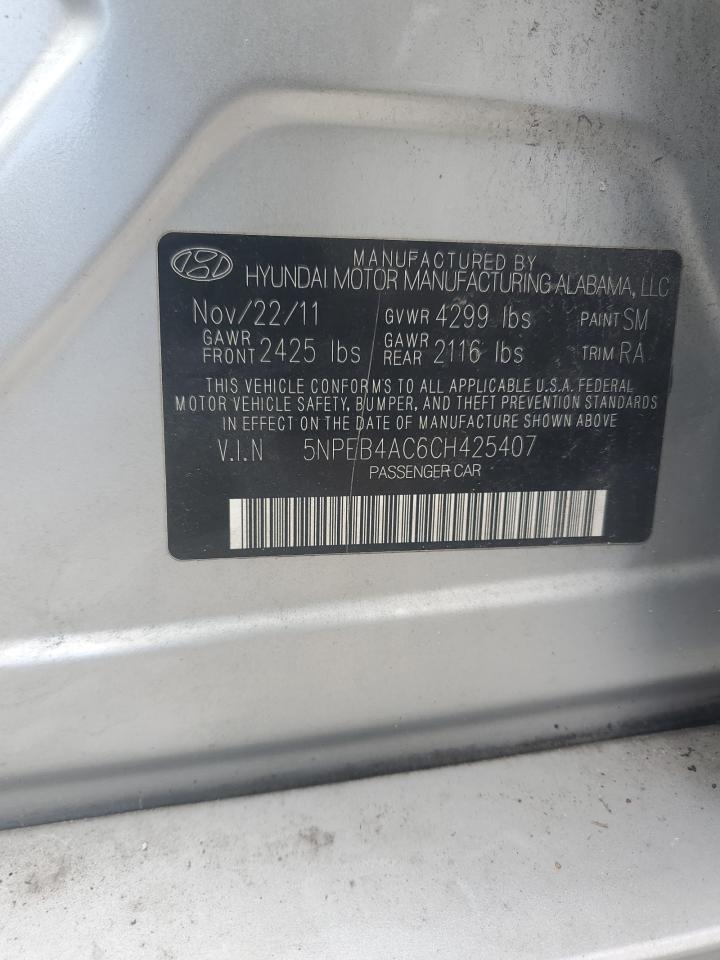 MANUFACTURED BY
HYUNDAI MOTOR MANUFACTURING ALABAMA, LLC
Nov/22/11 GVWR 4299 lbs PAINT SM
GAWR FRONT 2425 lbs GAWR REAR 2116 lbs TRIM RA
THIS VEHICLE CONFORMS TO ALL APPLICABLE U.S.A. FEDERAL
MOTOR VEHICLE SAFETY, BUMPER, AND THEFT PREVENTION STANDARDS
IN EFFECT ON THE DATE OF MANUFACTURE SHOWN ABOVE
V.I.N 5NPEB4AC6CH425407
PASSENGER CAR